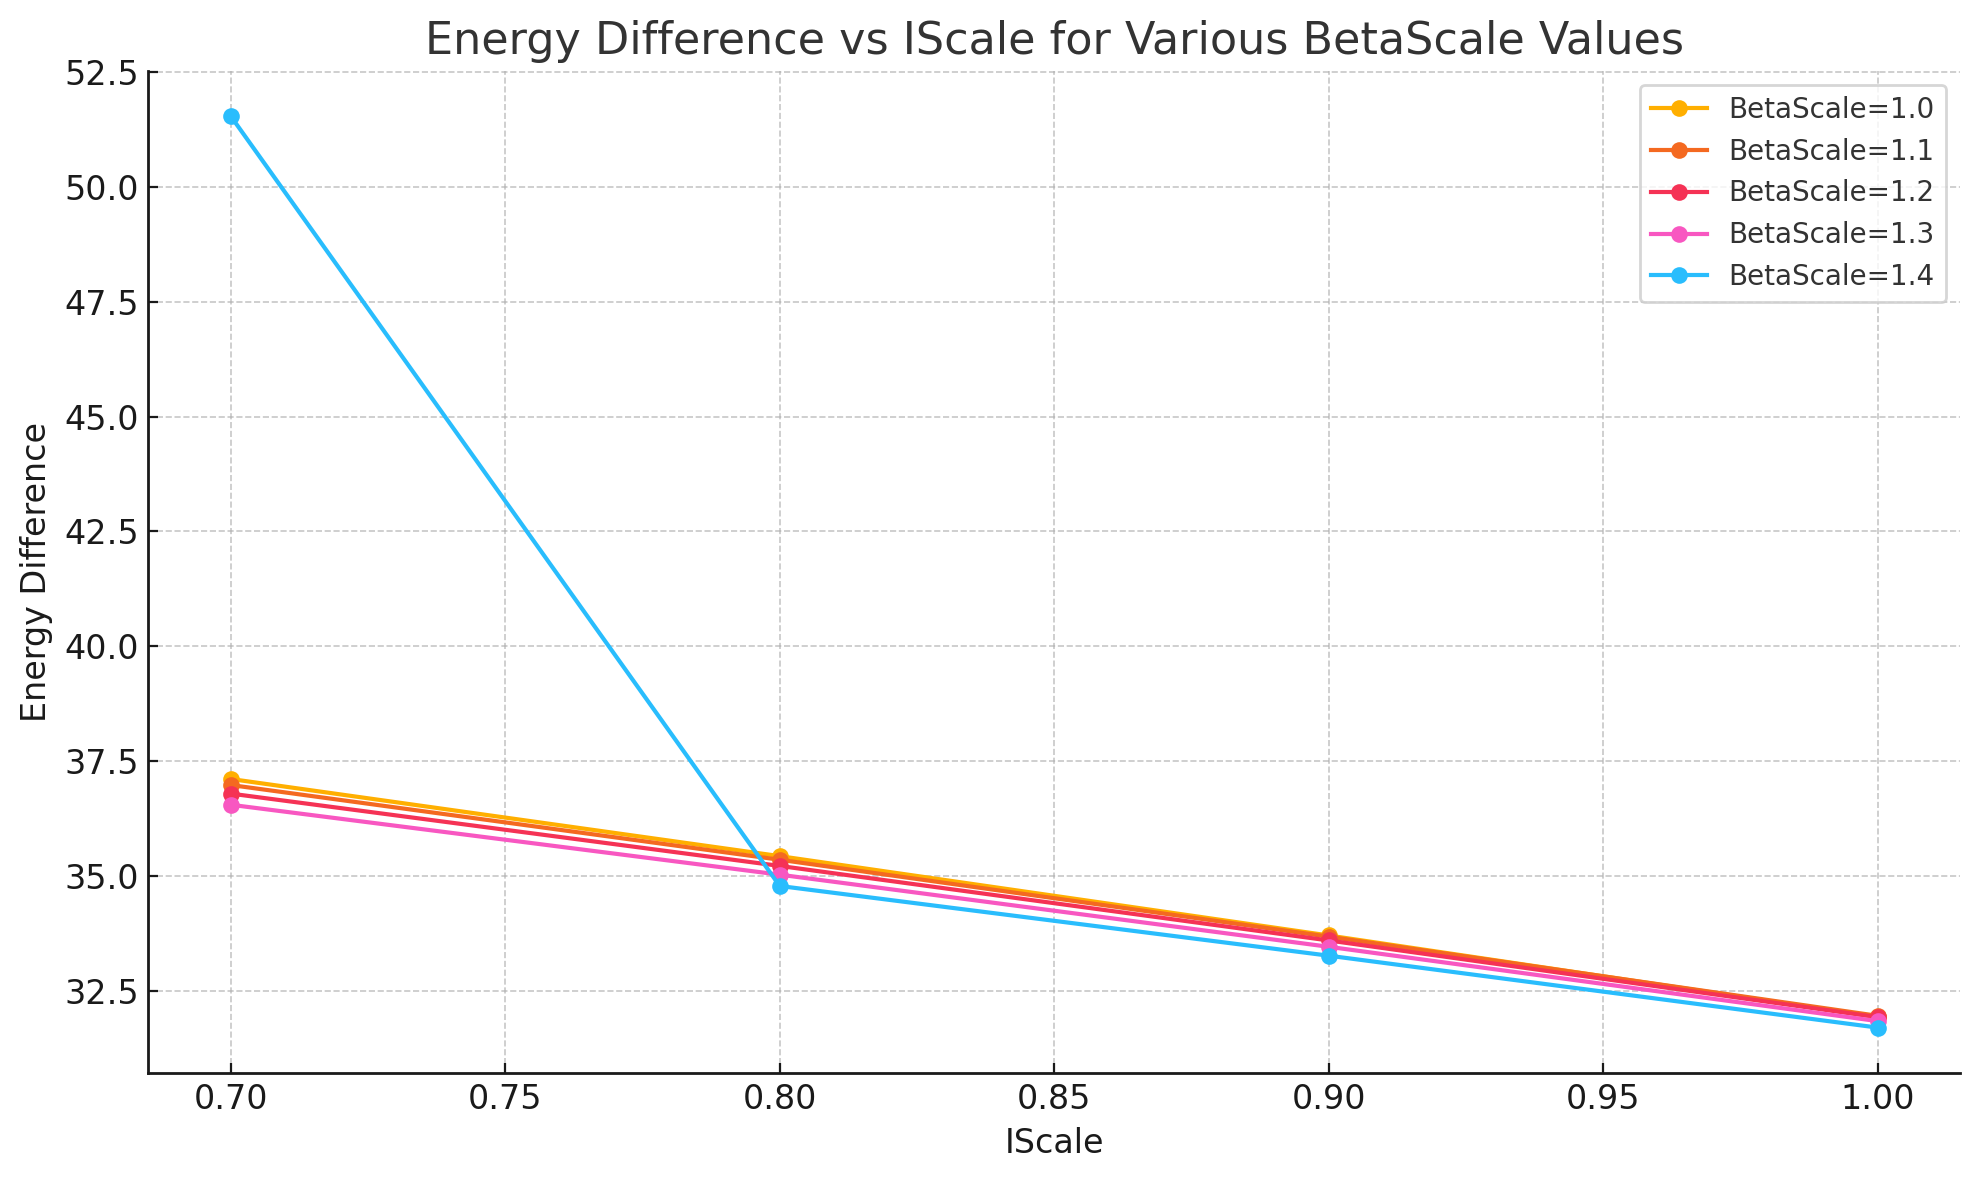 Energy Difference vs IScale for Various BetaScale Values
52.5
50.0
47.5
45.0
42.5
40.0
37.5
35.0
32.5
Energy Difference
BetaScale=1.0
BetaScale=1.1
BetaScale=1.2
BetaScale=1.3
BetaScale=1.4
0.70 0.75 0.80 0.85 0.90 0.95 1.00
IScale